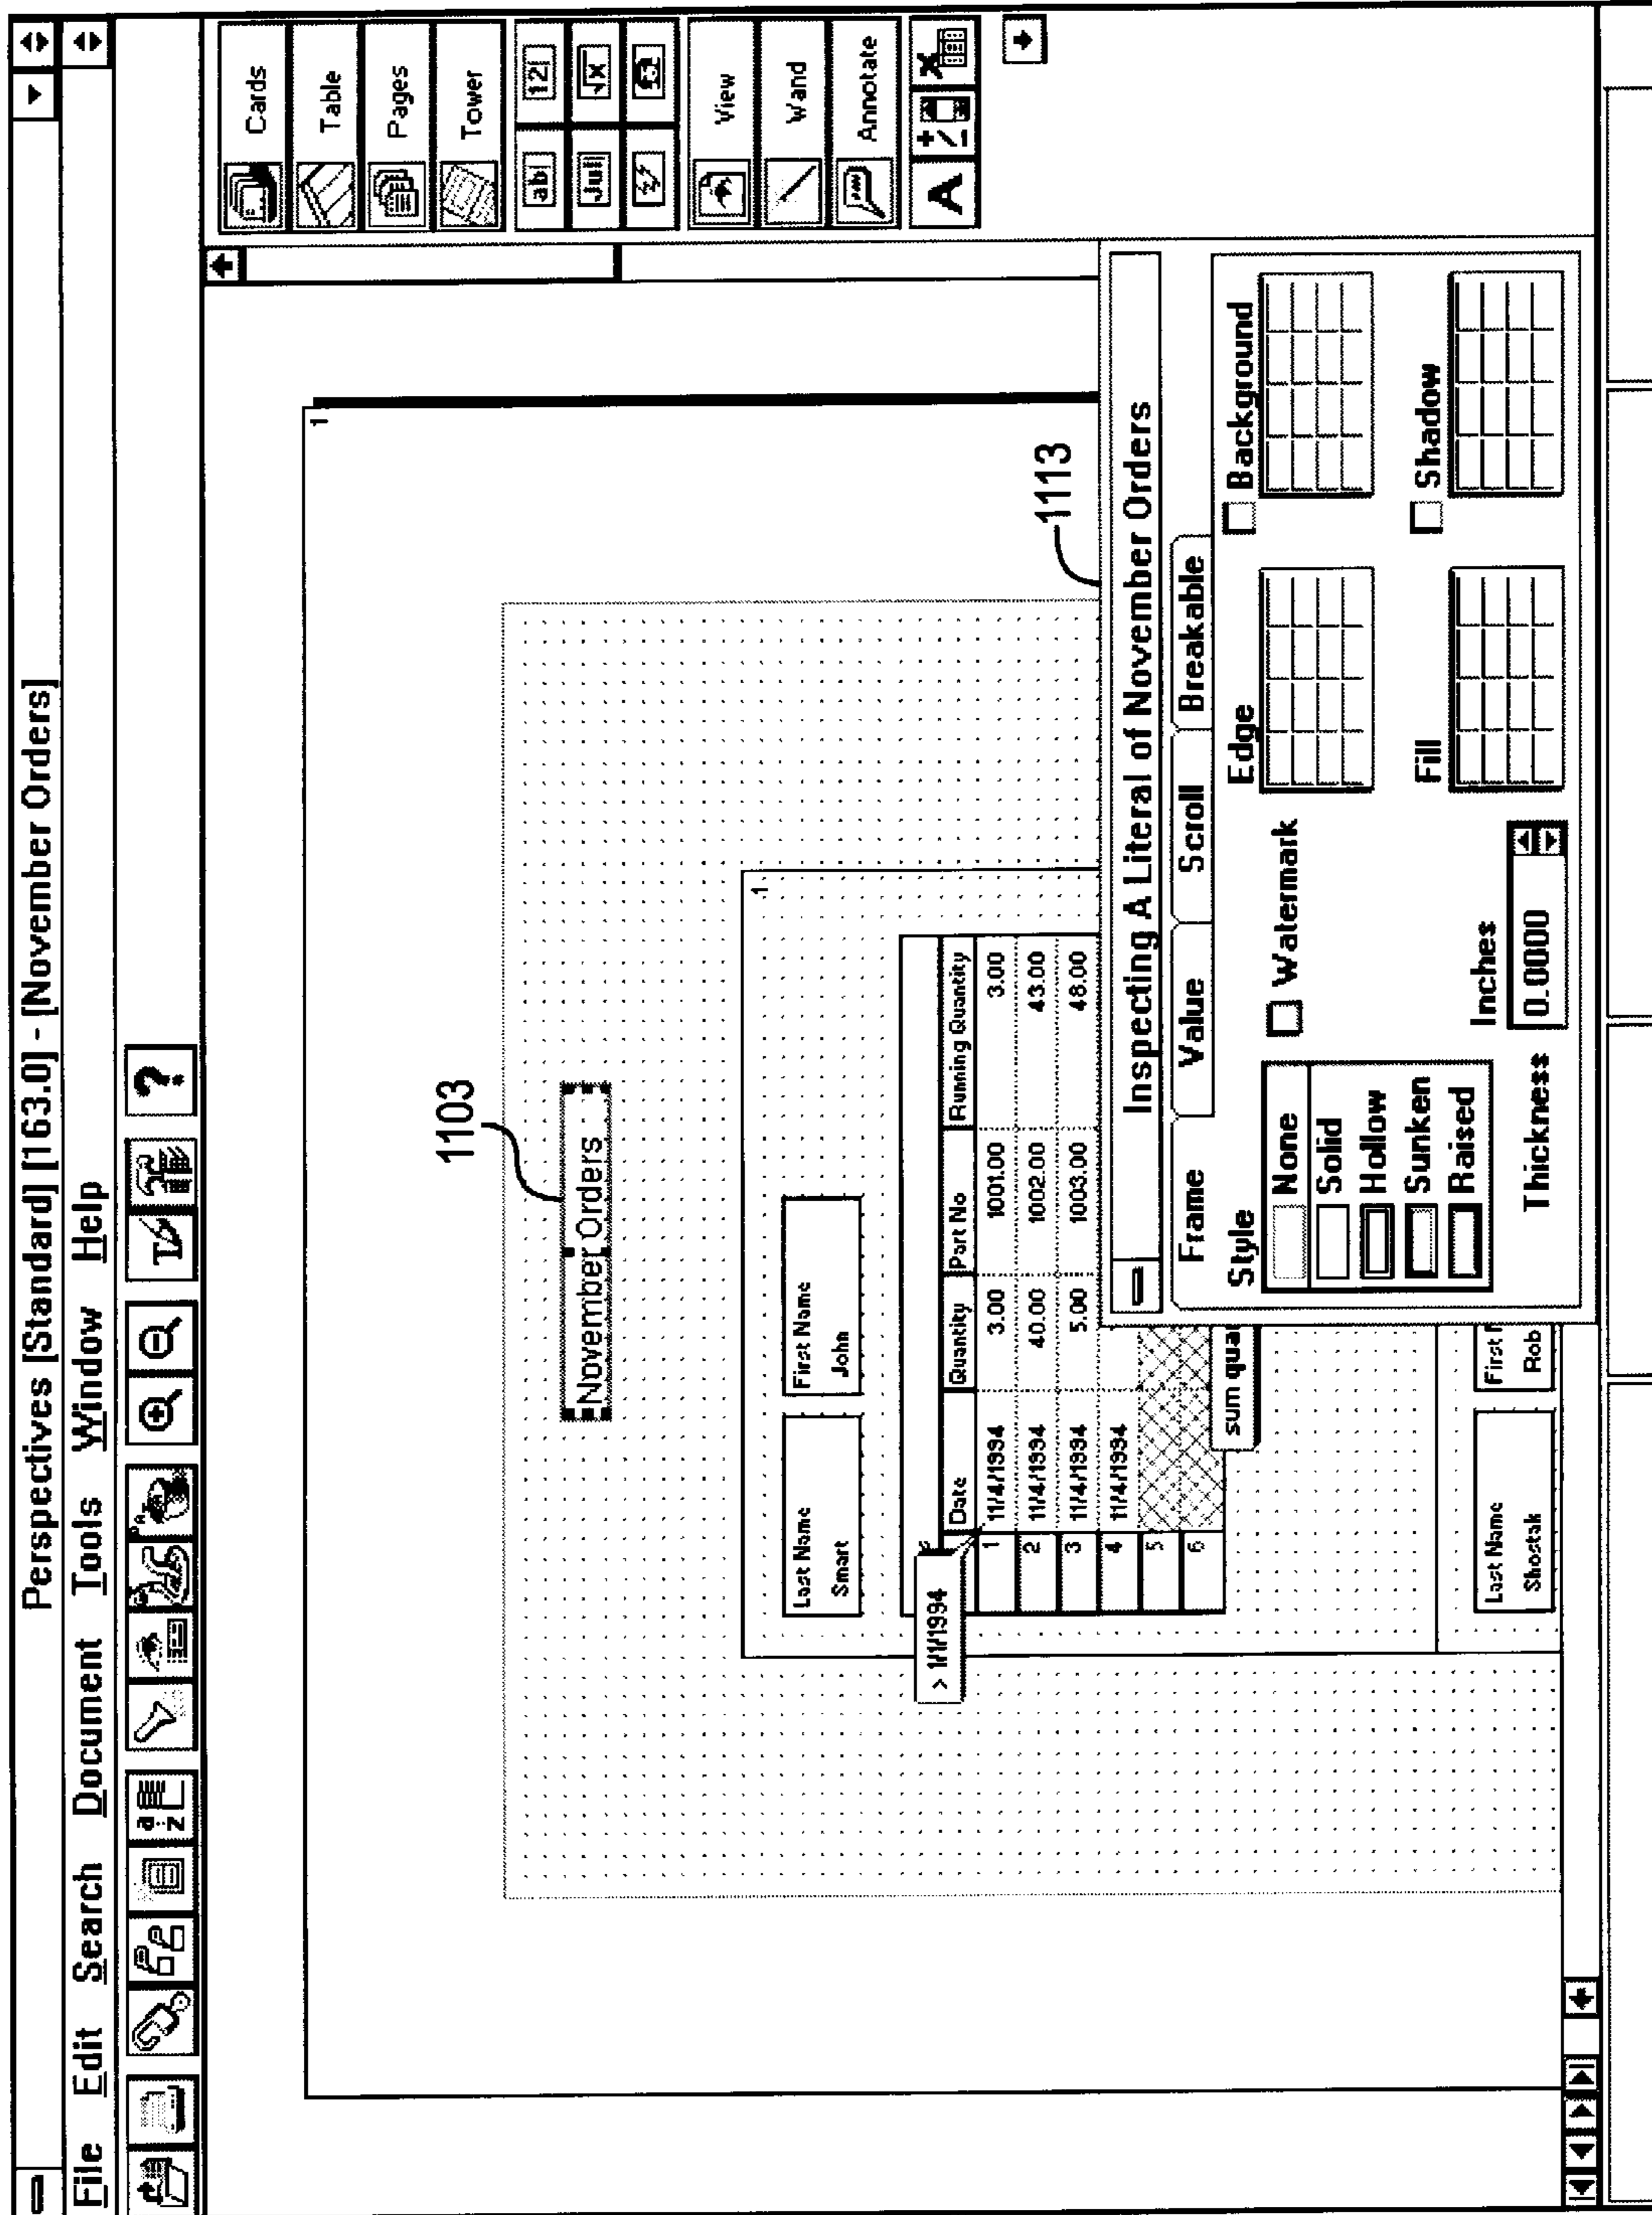 Perspectives [Standard] [163.0] - [November Orders]
File Edit Search Document Tools Window Help
?
Cards
Table
Pages
Tower
ab| 12|
Jul √x
View
Wand
Annotate
A +/- X
1103
November Orders
1
1
Last Name First Name
Smart John
> 1/1/1994
Date Quantity Part No Running Quantity
1 11/4/1994 3.00 1001.00 3.00
2 11/4/1994 40.00 1002.00 43.00
3 11/4/1994 5.00 1003.00 48.00
4 11/4/1994
5
6
sum qua
Last Name First
Shostak Rob
1113
Inspecting A Literal of November Orders
Frame Value Scroll Breakable
Style
None
Solid
Hollow
Sunken
Raised
Watermark
Edge
Background
Fill
Shadow
Inches
Thickness 0.0000